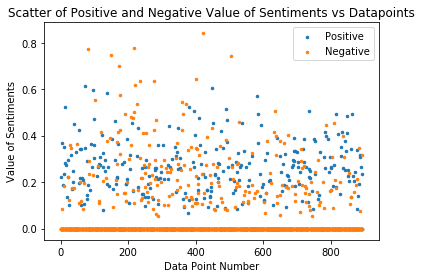 Scatter of Positive and Negative Value of Sentiments vs Datapoints
Positive
Negative
Value of Sentiments
0.8
0.6
0.4
0.2
0.0
0 200 400 600 800
Data Point Number